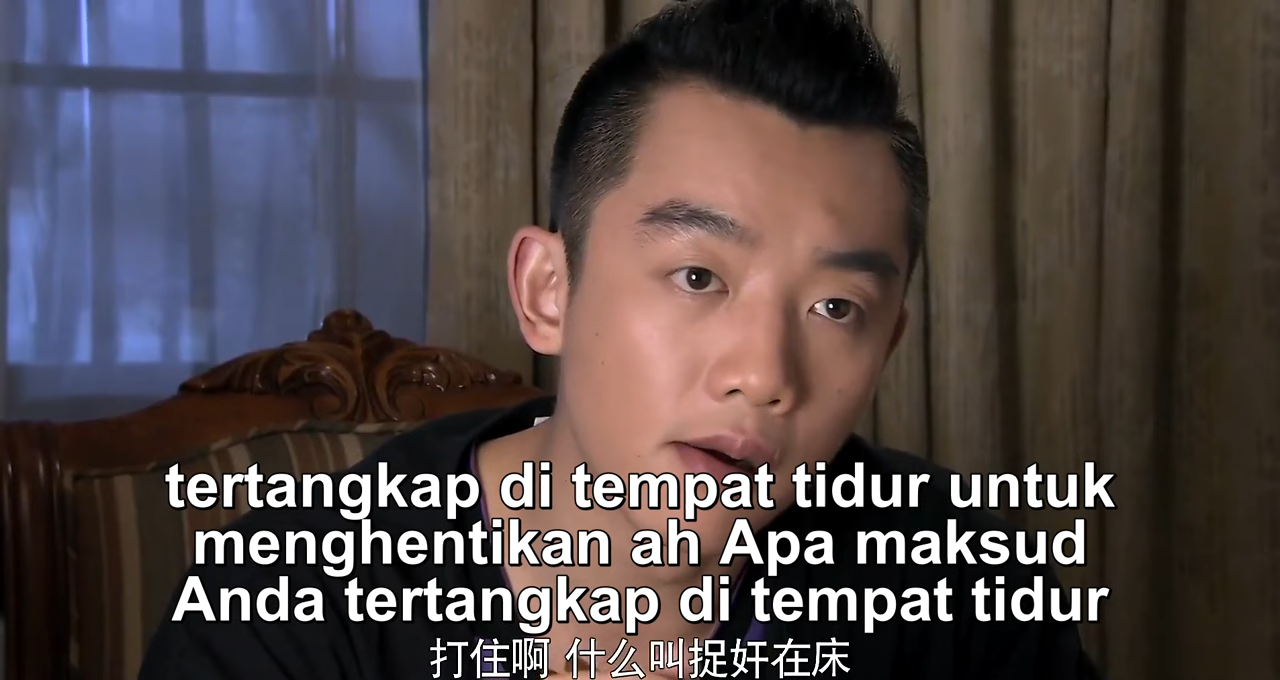 tertangkap di tempat tidur untuk
menghentikan ah Apa maksud
Anda tertangkap di tempat tidur
打住啊 什么叫捉奸在床